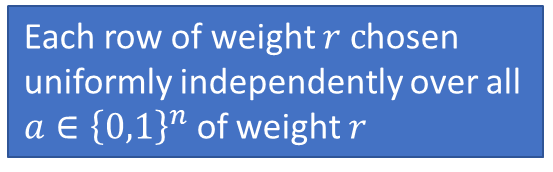 Each row of weight 𝑟 chosen
uniformly independently over all
𝑎 ∈ {0,1}ⁿ of weight 𝑟